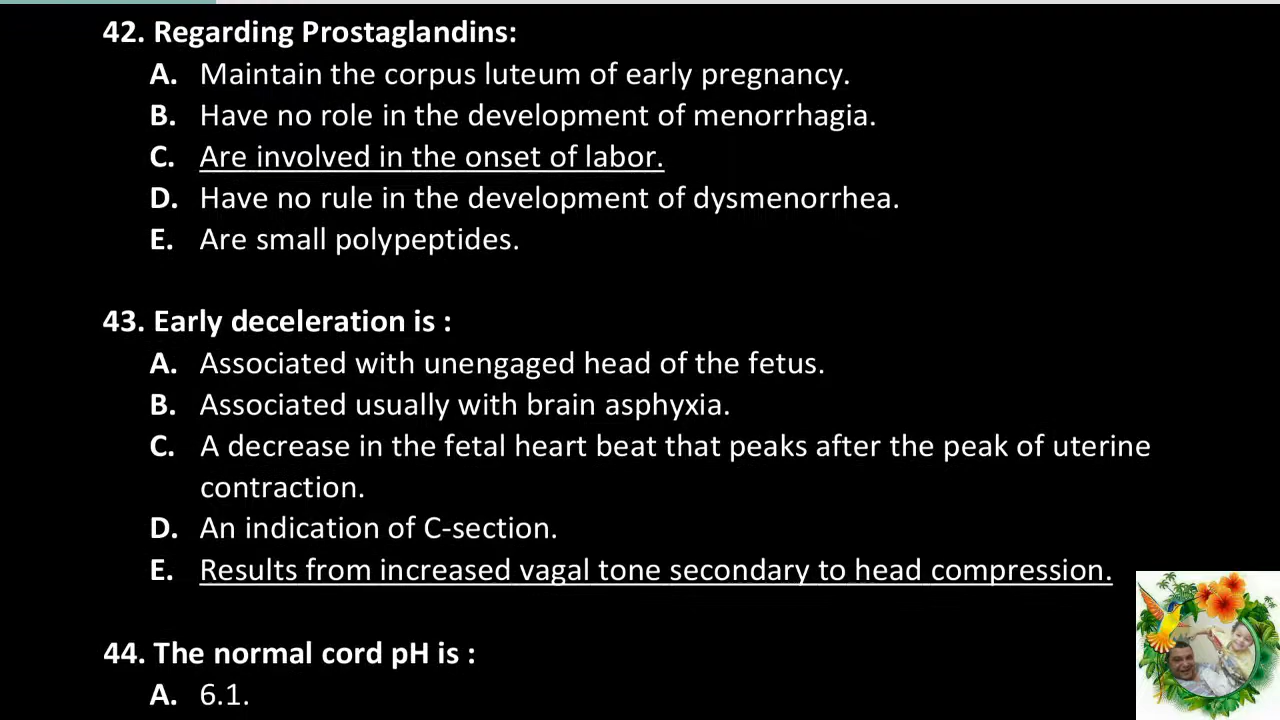 42. Regarding Prostaglandins:
A. Maintain the corpus luteum of early pregnancy.
B. Have no role in the development of menorrhagia.
C. Are involved in the onset of labor.
D. Have no rule in the development of dysmenorrhea.
E. Are small polypeptides.
43. Early deceleration is :
A. Associated with unengaged head of the fetus.
B. Associated usually with brain asphyxia.
C. A decrease in the fetal heart beat that peaks after the peak of uterine
contraction.
D. An indication of C-section.
E. Results from increased vagal tone secondary to head compression.
44. The normal cord pH is :
A. 6.1.